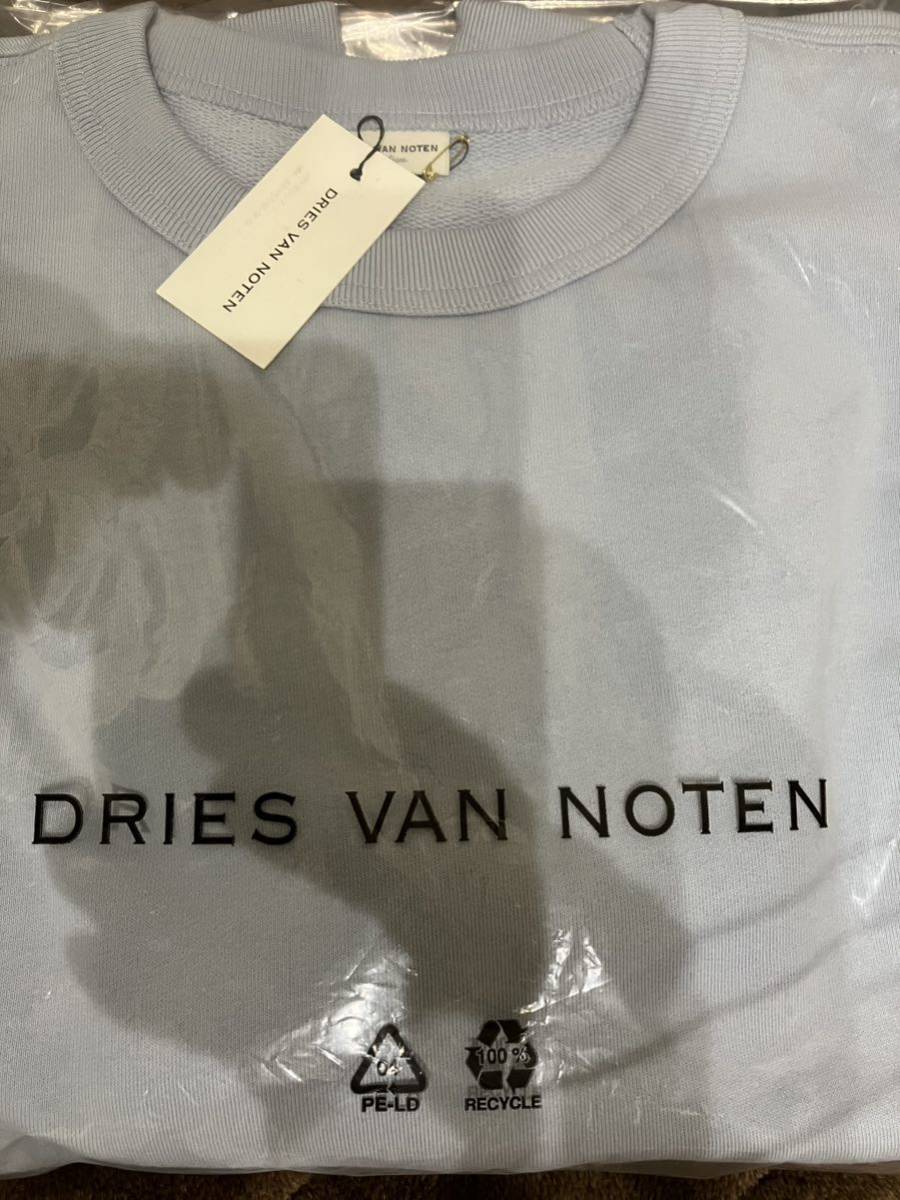 VAN NOTEN
DRIES VAN NOTEN
DRIES VAN NOTEN
04
PE-LD
100 %
RECYCLE